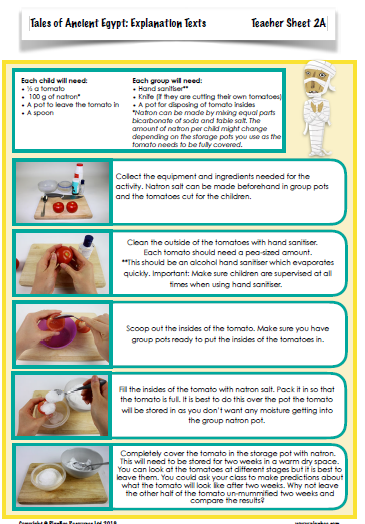 Tales of Ancient Egypt: Explanation Texts
Teacher Sheet 2A
Each child will need:
• ½ a tomato
• 100 g of natron*
• A pot to leave the tomato in
• A spoon
Each group will need:
• Hand sanitiser**
• Knife (if they are cutting their own tomatoes)
• A pot for disposing of tomato insides
*Natron can be made by mixing equal parts
bicarbonate of soda and table salt. The
amount of natron per child might change
depending on the storage pots you use as the
tomato needs to be fully covered.
Collect the equipment and ingredients needed for the
activity. Natron salt can be made beforehand in group pots
and the tomatoes cut for the children.
Clean the outside of the tomatoes with hand sanitiser.
Each tomato should need a pea-sized amount.
**This should be an alcohol hand sanitiser which evaporates
quickly. Important: Make sure children are supervised at all
times when using hand sanitiser.
Scoop out the insides of the tomato. Make sure you have
group pots ready to put the insides of the tomatoes in.
Fill the insides of the tomato with natron salt. Pack it in so that
the tomato is full. It is best to do this over the pot the tomato
will be stored in as you don't want any moisture getting into
the group natron pot.
Completely cover the tomato in the storage pot with natron.
This will need to be stored for two weeks in a warm dry space.
You can look at the tomatoes at different stages but it is best to
leave them. You could ask your class to make predictions about
what the tomato will look like after two weeks. Why not leave
the other half of the tomato un-mummified two weeks and
compare the results?